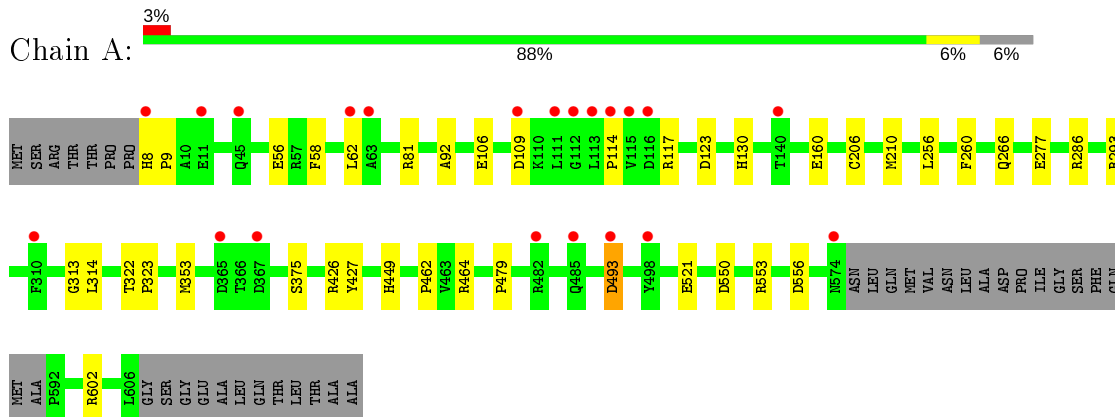 3%
Chain A:
88% 6% 6%
MET SER ARG THR THR PRO PRO H8 P9 A10 E11 Q45 E56 R57 F58 L62 A63 R81 A92 E106 D109 K110 L111 G112 L113 P114 V115 D116 R117 D123 H130 T140 E160 C206 M210 L256 F260 Q266 E277 R286
F310 G313 L314 T322 P323 M353 D365 T366 D367 S375 R426 Y427 H449 P462 V463 R464 P479 R482 Q485 D493 Y498 E521 D550 R553 D556 N574 ASN LEU GLN MET VAL ASN LEU ALA ASP PRO ILE GLY SER PHE
MET ALA P592 R602 L606 GLY SER GLY GLU ALA LEU GLN THR LEU THR ALA ALA